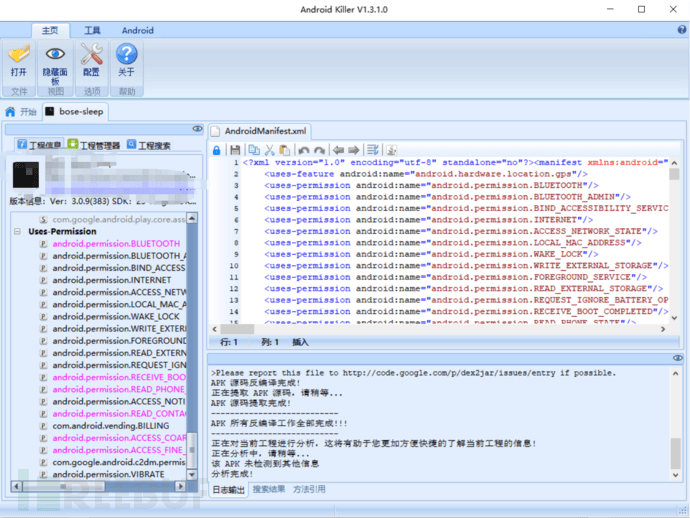 Android Killer V1.3.1.0
主页 工具 Android
打开 隐藏面板 配置 关于
文件 视图 选项 帮助
开始 bose-sleep
工程信息 工程管理器 工程搜索
版本信息: Ver: 3.0.9(383) SDK:
com.google.android.play.core.ass
Uses-Permission
android.permission.BLUETOOTH
android.permission.BLUETOOTH_A
android.permission.BIND_ACCESS
android.permission.INTERNET
android.permission.ACCESS_NETW
android.permission.LOCAL_MAC_A
android.permission.WAKE_LOCK
android.permission.WRITE_EXTERN
android.permission.FOREGROUND
android.permission.READ_EXTERN
android.permission.REQUEST_IGN
android.permission.RECEIVE_BOO
android.permission.READ_PHONE_
android.permission.ACCESS_NOTI
android.permission.READ_CONTA
com.android.vending.BILLING
android.permission.ACCESS_COAR
android.permission.ACCESS_FINE_
com.google.android.c2dm.permis
android.permission.VIBRATE
AndroidManifest.xml
1 <?xml version="1.0" encoding="utf-8" standalone="no"?><manifest xmlns:android="
2 <uses-feature android:name="android.hardware.location.gps"/>
3 <uses-permission android:name="android.permission.BLUETOOTH"/>
4 <uses-permission android:name="android.permission.BLUETOOTH_ADMIN"/>
5 <uses-permission android:name="android.permission.BIND_ACCESSIBILITY_SERVIC
6 <uses-permission android:name="android.permission.INTERNET"/>
7 <uses-permission android:name="android.permission.ACCESS_NETWORK_STATE"/>
8 <uses-permission android:name="android.permission.LOCAL_MAC_ADDRESS"/>
9 <uses-permission android:name="android.permission.WAKE_LOCK"/>
10 <uses-permission android:name="android.permission.WRITE_EXTERNAL_STORAGE"/>
11 <uses-permission android:name="android.permission.FOREGROUND_SERVICE"/>
12 <uses-permission android:name="android.permission.READ_EXTERNAL_STORAGE"/>
13 <uses-permission android:name="android.permission.REQUEST_IGNORE_BATTERY_OP
14 <uses-permission android:name="android.permission.RECEIVE_BOOT_COMPLETED"/>
15 <uses-permission android:name="android.permission.READ_PHONE_STATE"/>
行: 1 列: 1 插入
>Please report this file to http://code.google.com/p/dex2jar/issues/entry if possible.
APK 源码反编译完成!
正在提取 APK 源码，请稍等...
APK 源码提取完成!
---------------------------
APK 所有反编译工作全部完成!!!
---------------------------
正在对当前工程进行分析，这将有助于您更加方便快捷的了解当前工程的信息!
正在分析中，请稍等...
该 APK 未检测到其他信息
分析完成!
日志输出 搜索结果 方法引用
FREEBUF